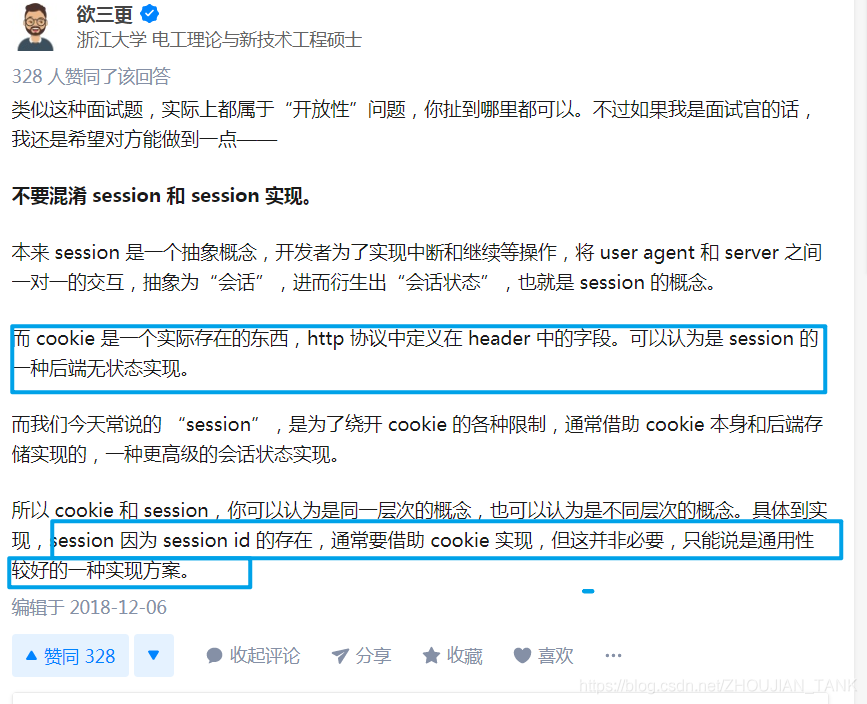 欲三更
浙江大学 电工理论与新技术工程硕士
328 人赞同了该回答
类似这种面试题，实际上都属于“开放性”问题，你扯到哪里都可以。不过如果我是面试官的话，
我还是希望对方能做到一点——
不要混淆 session 和 session 实现。
本来 session 是一个抽象概念，开发者为了实现中断和继续等操作，将 user agent 和 server 之间
一对一的交互，抽象为“会话”，进而衍生出“会话状态”，也就是 session 的概念。
而 cookie 是一个实际存在的东西，http 协议中定义在 header 中的字段。可以认为是 session 的
一种后端无状态实现。
而我们今天常说的 “session”，是为了绕开 cookie 的各种限制，通常借助 cookie 本身和后端存
储实现的，一种更高级的会话状态实现。
所以 cookie 和 session，你可以认为是同一层次的概念，也可以认为是不同层次的概念。具体到实
现，session 因为 session id 的存在，通常要借助 cookie 实现，但这并非必要，只能说是通用性
较好的一种实现方案。
编辑于 2018-12-06
赞同 328 收起评论 分享 收藏 喜欢 ···
https://blog.csdn.net/ZHOUJIAN_TANK